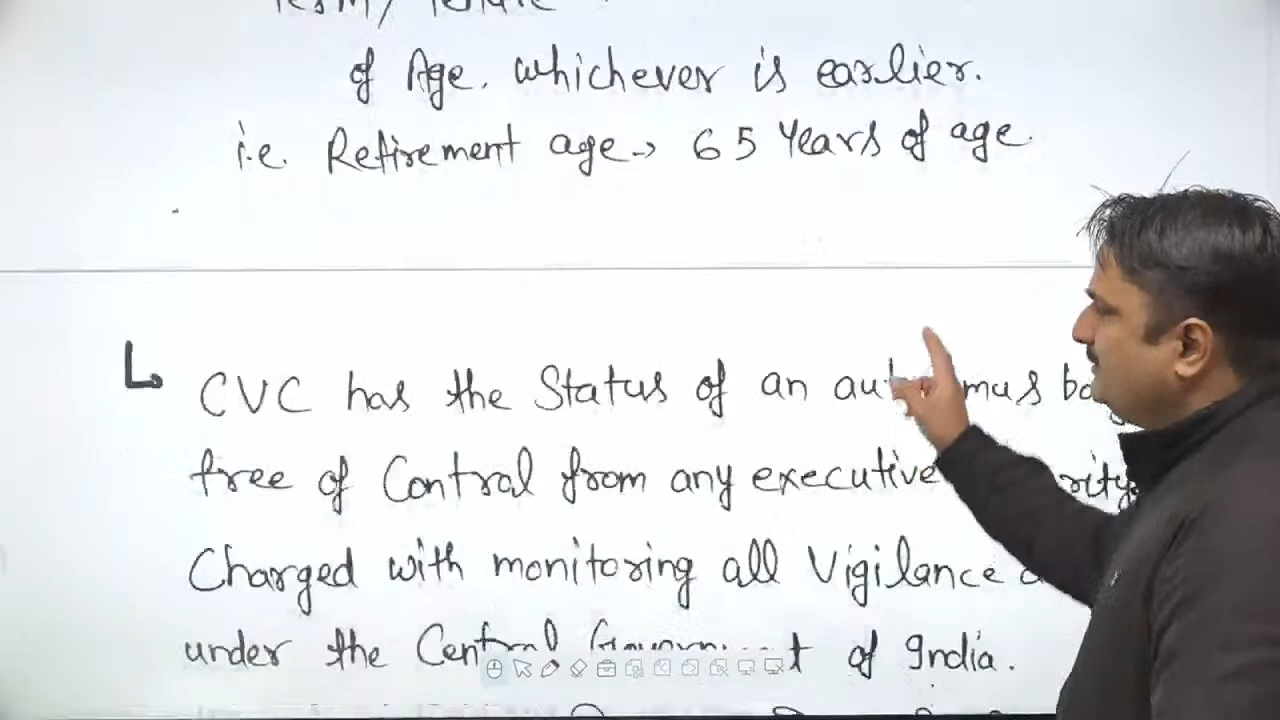 Term/
of Age. whichever is earlier.
i.e. Retirement age → 65 Years of age.
↳ CVC has the Status of an
free of Control from any executive
Charged with monitoring all Vigilance
under the Central of India.